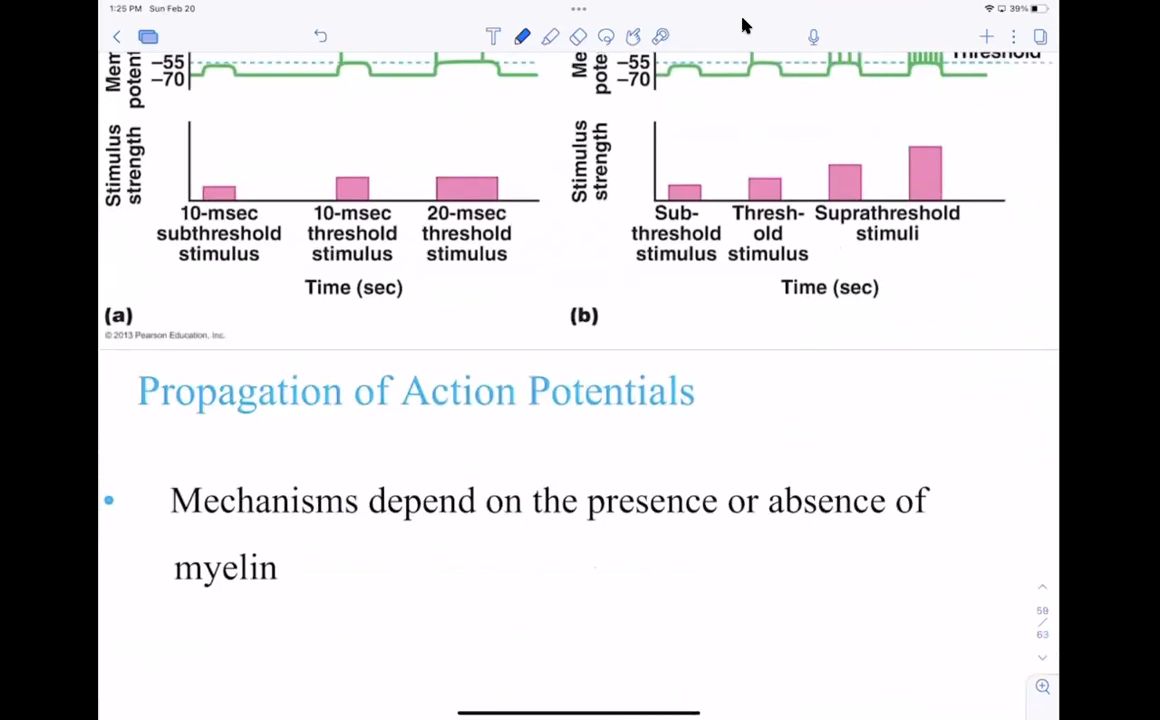 1:25 PM Sun Feb 20
39%
T
−55
−70
−55
−70
Threshold
Stimulus
strength
Stimulus
strength
10-msec
subthreshold
stimulus
10-msec
threshold
stimulus
20-msec
threshold
stimulus
Time (sec)
Sub-
threshold
stimulus
Thresh-
old
stimulus
Suprathreshold
stimuli
Time (sec)
(a)
(b)
© 2013 Pearson Education, Inc.
Propagation of Action Potentials
• Mechanisms depend on the presence or absence of
myelin
59
/
63